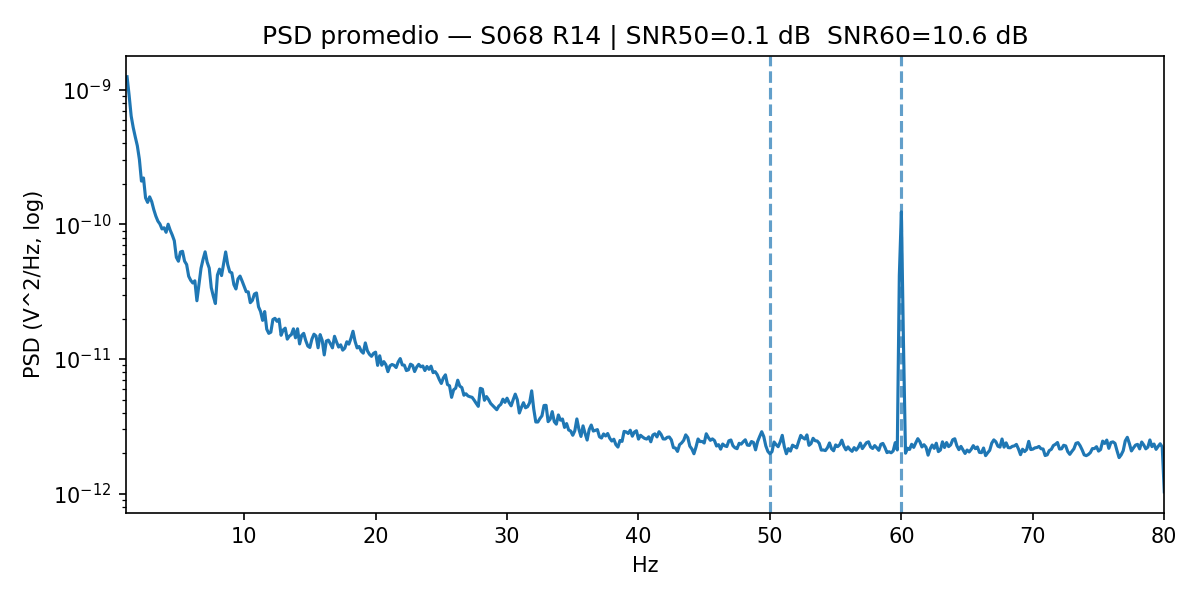 PSD promedio — S068 R14 | SNR50=0.1 dB  SNR60=10.6 dB
PSD (V^2/Hz, log)
10⁻⁹
10⁻¹⁰
10⁻¹¹
10⁻¹²
10 20 30 40 50 60 70 80
Hz